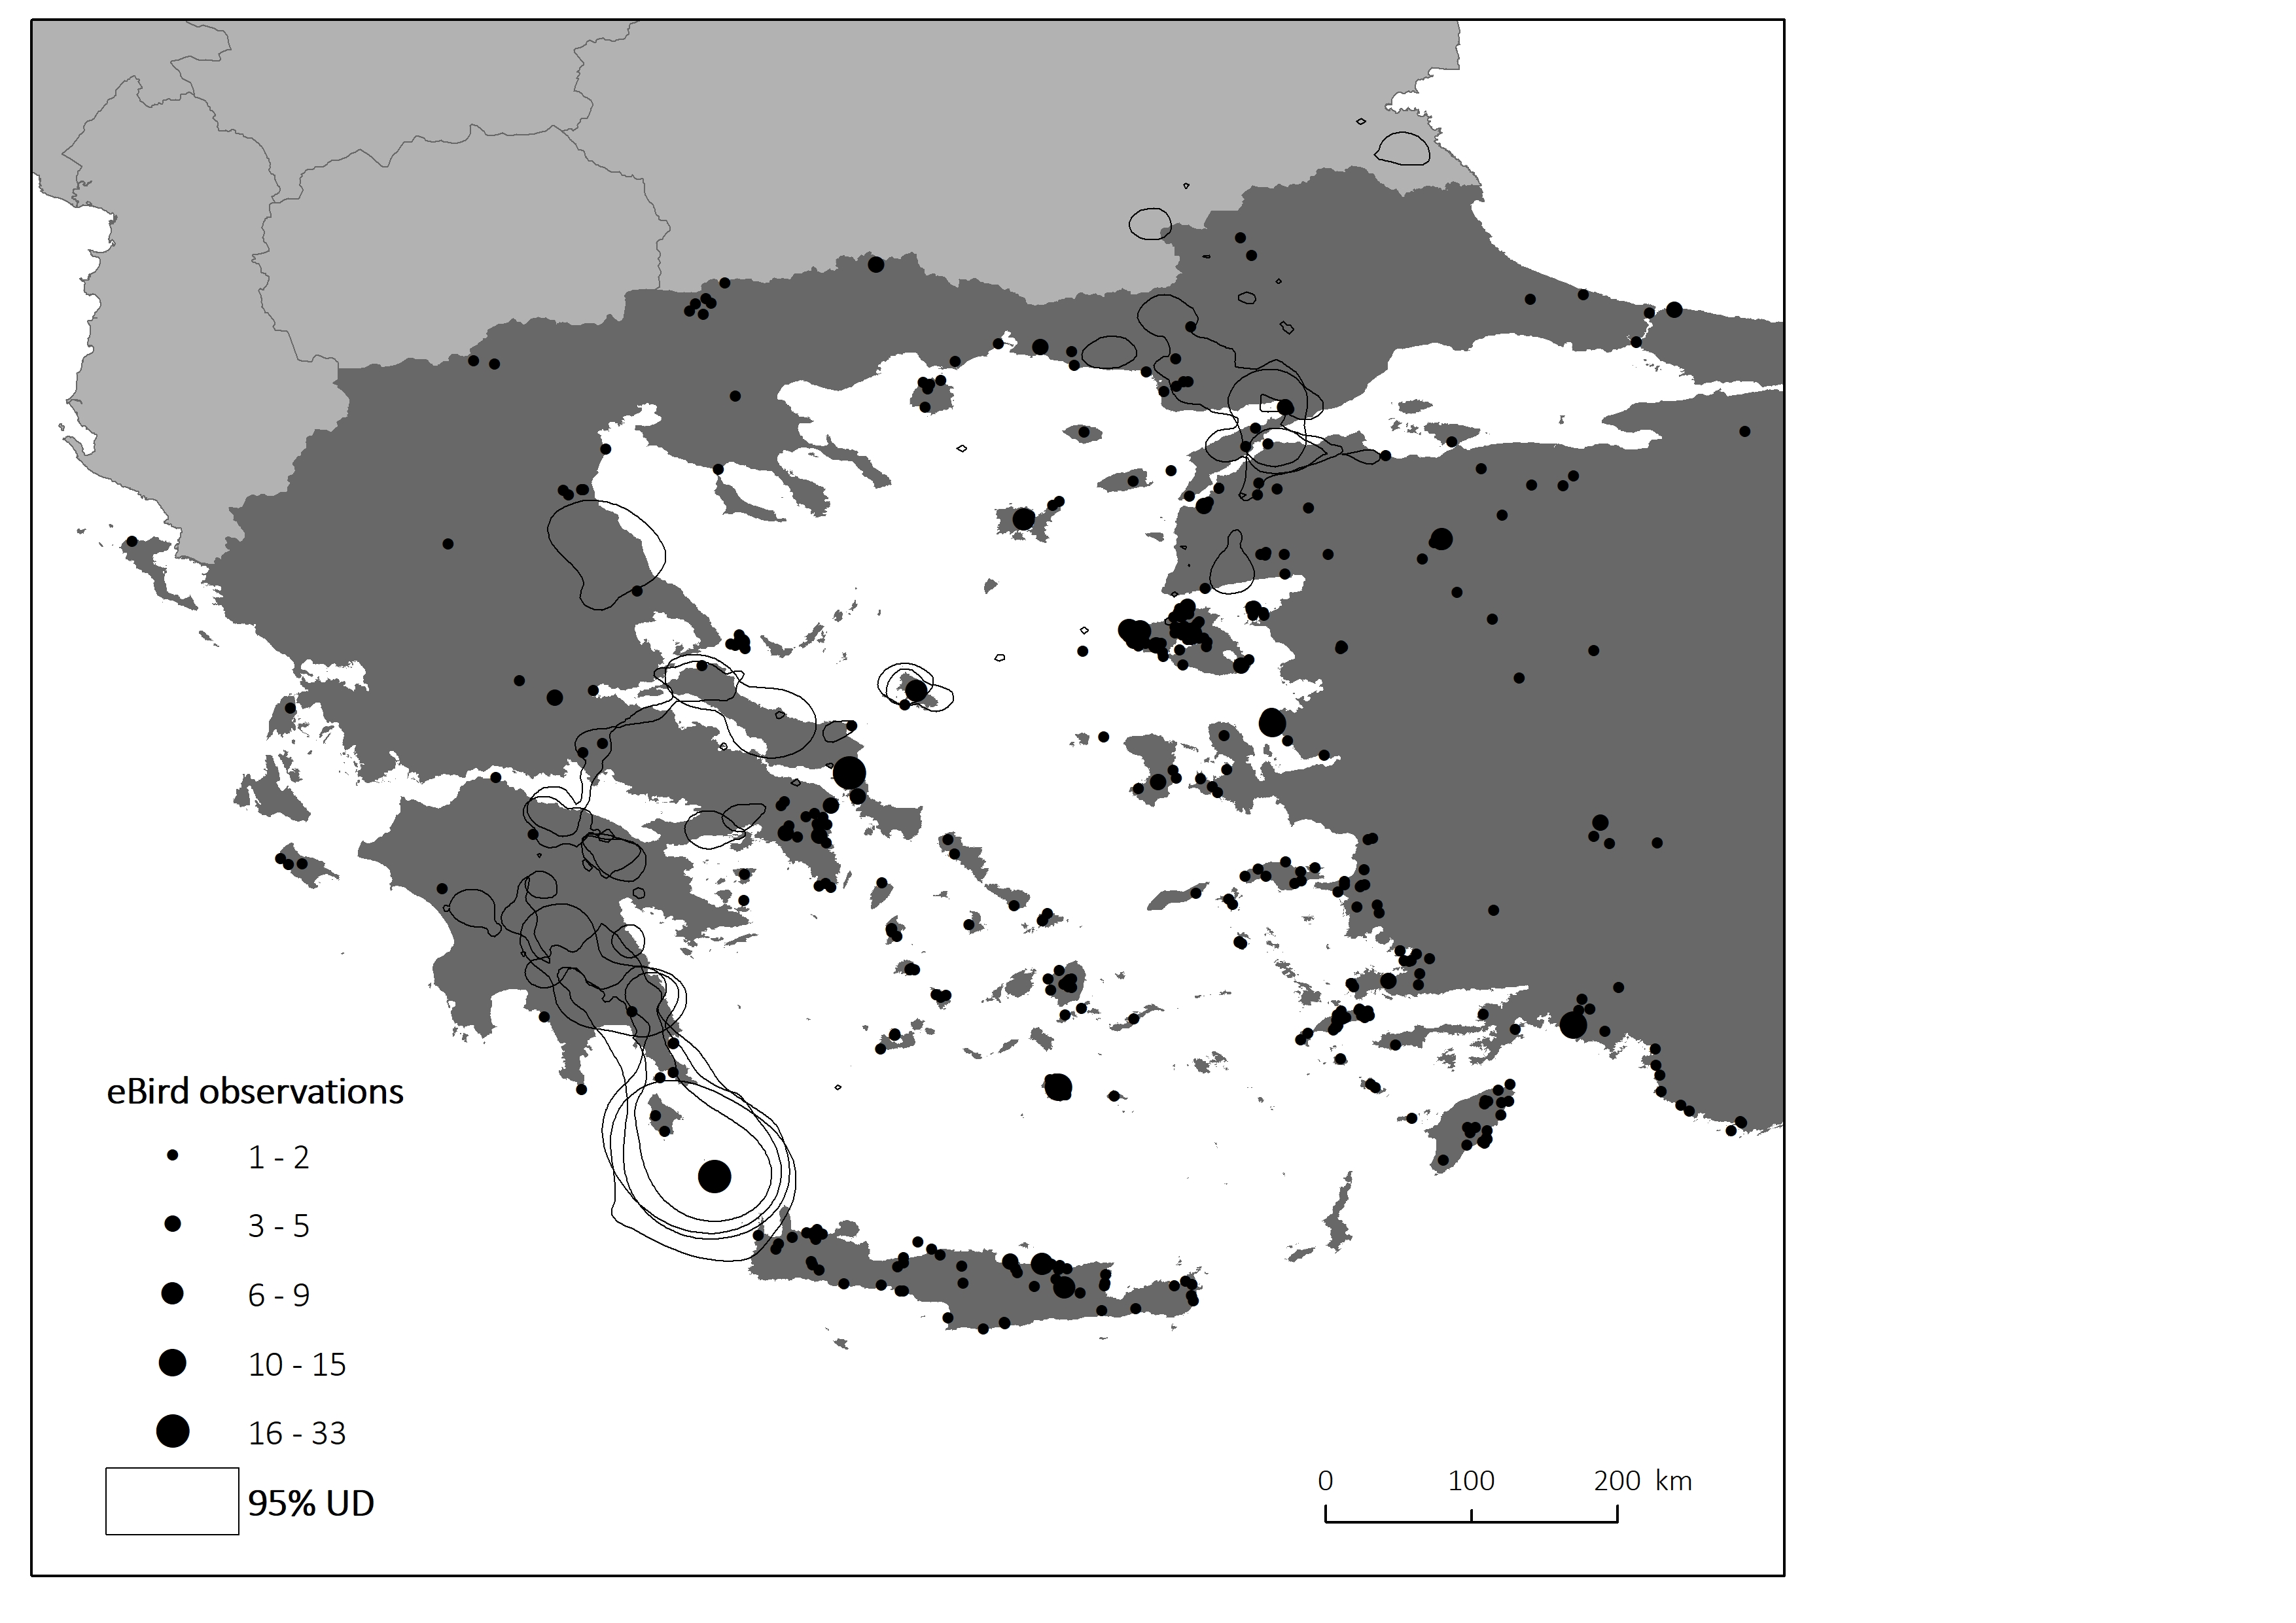 eBird observations
1 - 2
3 - 5
6 - 9
10 - 15
16 - 33
95% UD
0 100 200 km